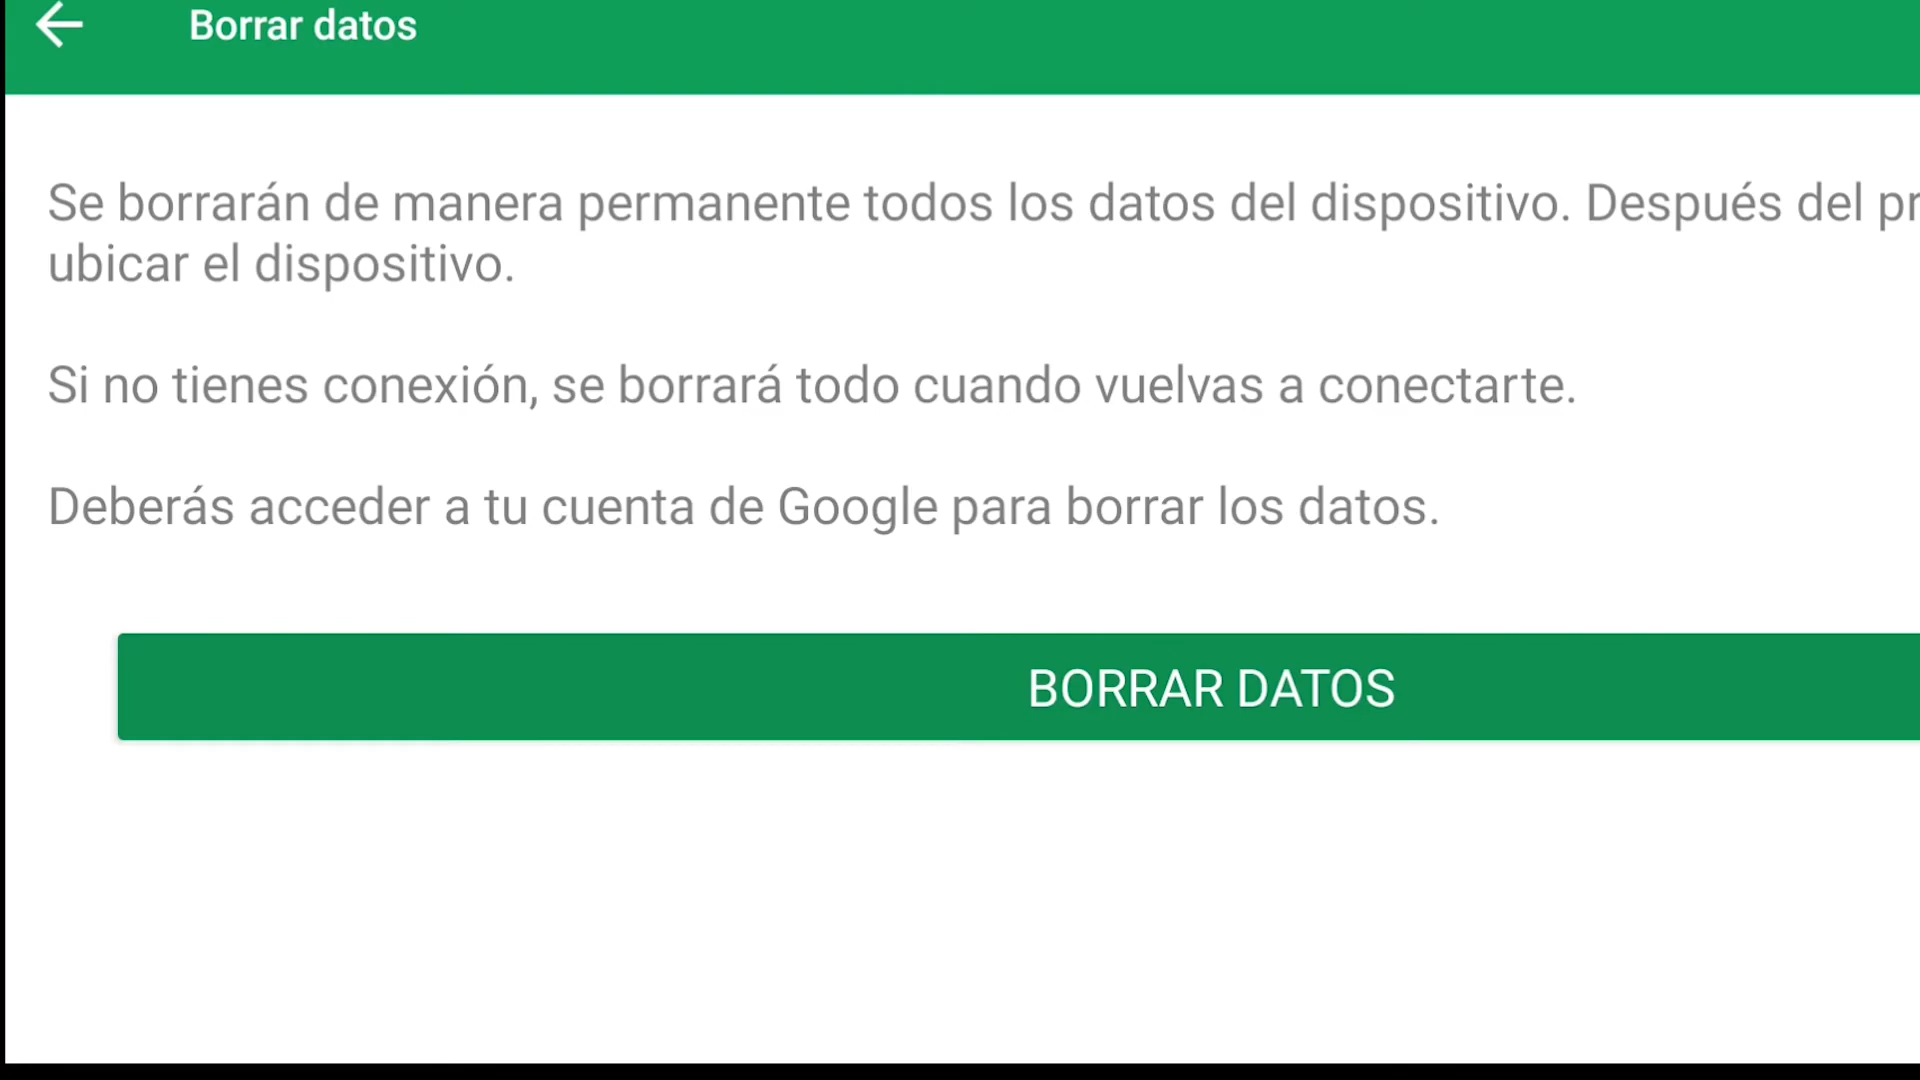 Borrar datos
Se borrarán de manera permanente todos los datos del dispositivo. Después del
ubicar el dispositivo.
Si no tienes conexión, se borrará todo cuando vuelvas a conectarte.
Deberás acceder a tu cuenta de Google para borrar los datos.
BORRAR DATOS